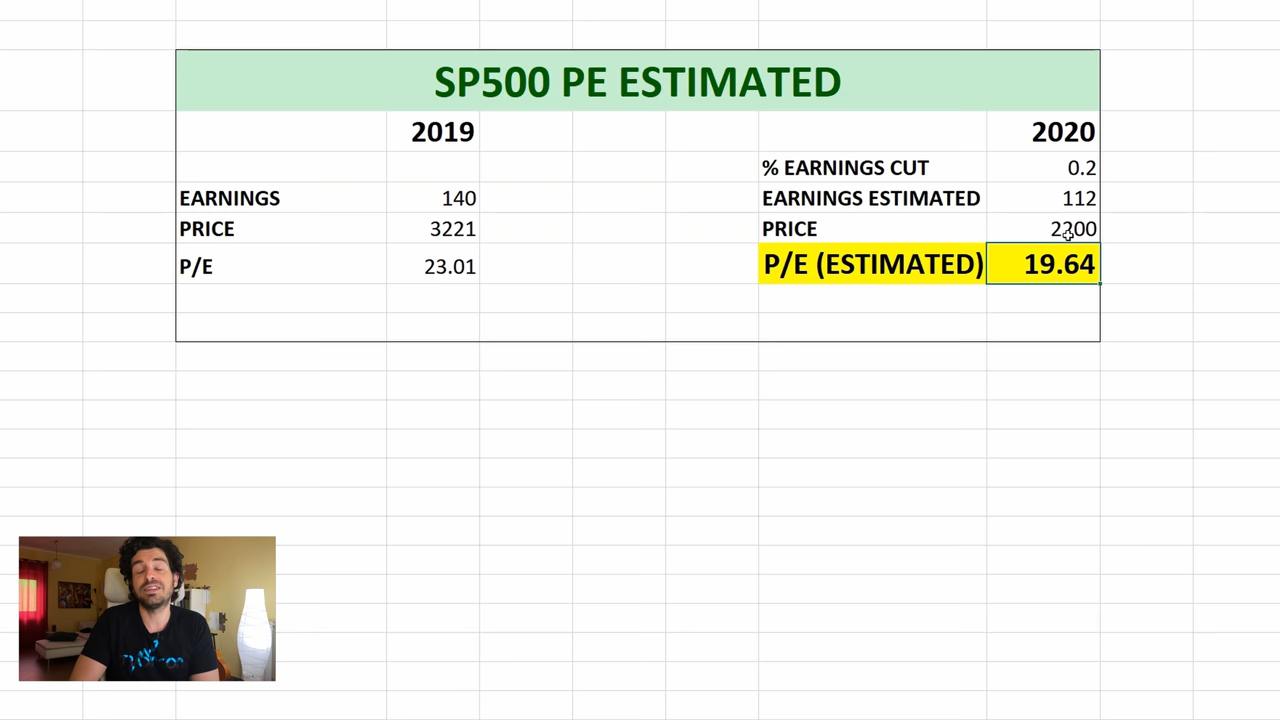 SP500 PE ESTIMATED
2019 2020
% EARNINGS CUT 0.2
EARNINGS 140 EARNINGS ESTIMATED 112
PRICE 3221 PRICE 2200
P/E 23.01 P/E (ESTIMATED) 19.64